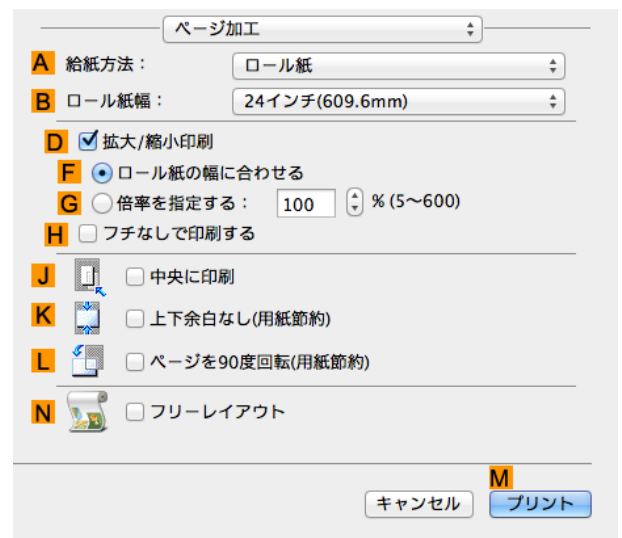 ページ加工
A 給紙方法： ロール紙
B ロール紙幅： 24インチ(609.6mm)
D 拡大/縮小印刷
F ロール紙の幅に合わせる
G 倍率を指定する： 100 % (5～600)
H フチなしで印刷する
J 中央に印刷
K 上下余白なし(用紙節約)
L ページを90度回転(用紙節約)
N フリーレイアウト
M
キャンセル プリント